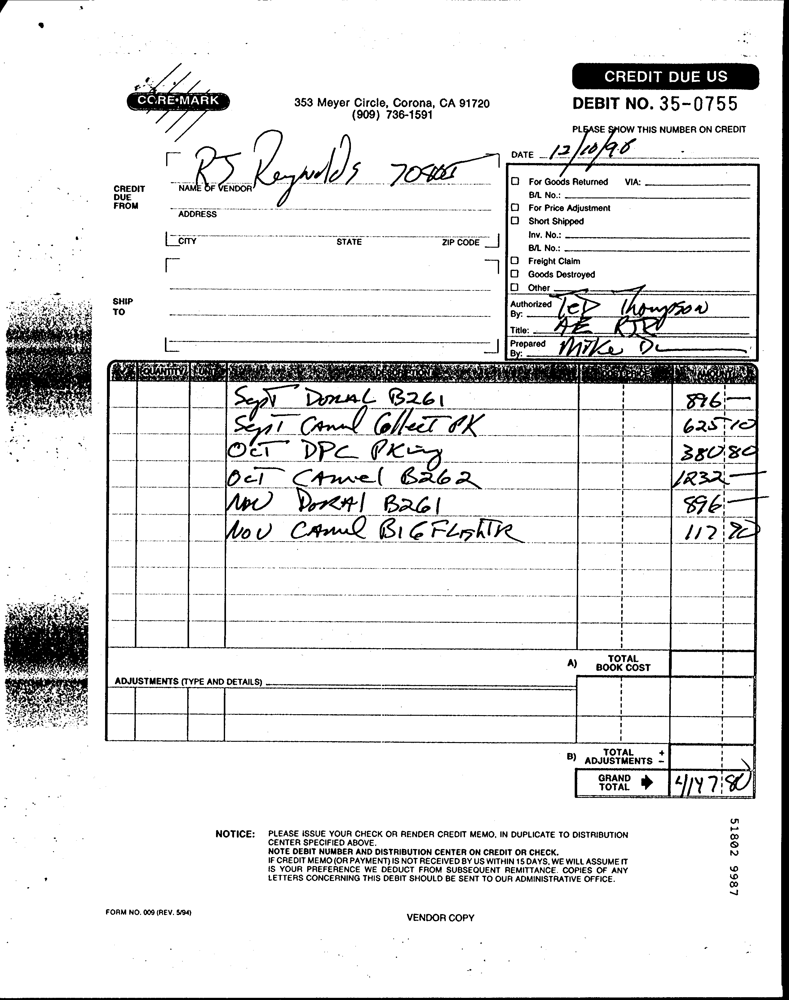 CREDIT DUE US
CORE-MARK
353 Meyer Circle, Corona, CA 91720
(909) 736-1591
DEBIT NO. 35-0755
PLEASE SHOW THIS NUMBER ON CREDIT
DATE 12/10/96
CREDIT DUE FROM
RJ Reynolds
NAME OF VENDOR
ADDRESS
CITY STATE ZIP CODE
For Goods Returned VIA:
B/L No.:
For Price Adjustment
Short Shipped
Inv. No.:
B/L No.:
Freight Claim
Goods Destroyed
Other
SHIP TO
Authorized By: Ted Thompson
Title: AE RJR
Prepared By: Mike D
QUANTITY DESCRIPTION AMOUNT
Sept DORAL B261 896 —
Sept Camel Collect PK 625 10
Oct DPC PKing 380 80
Oct Camel B262 1232 —
Nov DORAl B261 896 —
Nov Camel 117 90
A) TOTAL BOOK COST
ADJUSTMENTS (TYPE AND DETAILS)
B) TOTAL ADJUSTMENTS + −
GRAND TOTAL 4147 80
NOTICE: PLEASE ISSUE YOUR CHECK OR RENDER CREDIT MEMO, IN DUPLICATE TO DISTRIBUTION
CENTER SPECIFIED ABOVE.
NOTE DEBIT NUMBER AND DISTRIBUTION CENTER ON CREDIT OR CHECK.
IF CREDIT MEMO (OR PAYMENT) IS NOT RECEIVED BY US WITHIN 15 DAYS, WE WILL ASSUME IT
IS YOUR PREFERENCE WE DEDUCT FROM SUBSEQUENT REMITTANCE. COPIES OF ANY
LETTERS CONCERNING THIS DEBIT SHOULD BE SENT TO OUR ADMINISTRATIVE OFFICE.
51802 9987
FORM NO. 009 (REV. 5/94)
VENDOR COPY